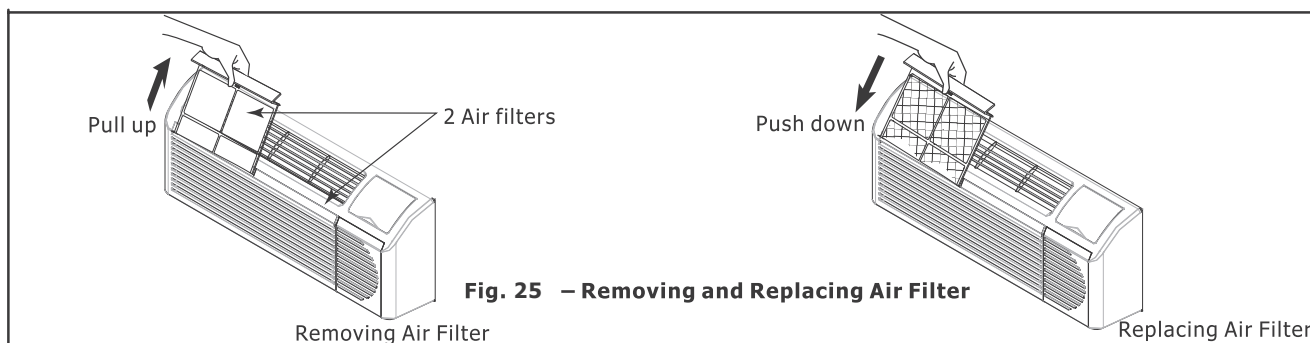 Pull up
2 Air filters
Push down
Fig. 25 – Removing and Replacing Air Filter
Removing Air Filter
Replacing Air Filter